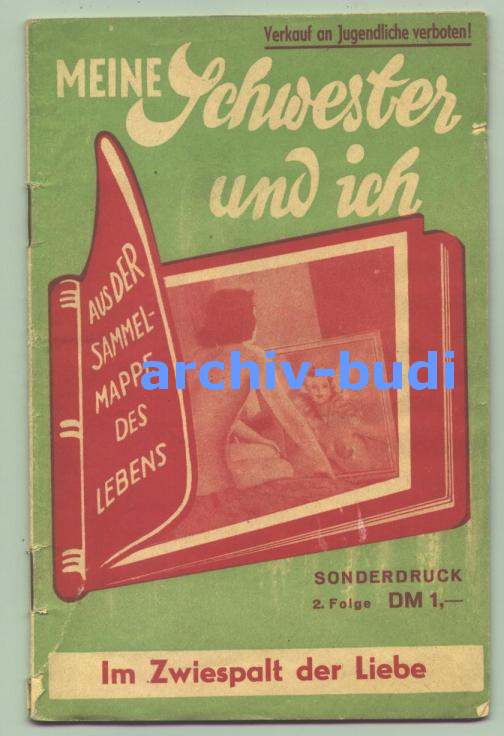 Verkauf an Jugendliche verboten!
MEINE Schwester
und ich
AUS DER
SAMMEL-
MAPPE
DES
LEBENS
archiv-budi
SONDERDRUCK
2. Folge DM 1,—
Im Zwiespalt der Liebe